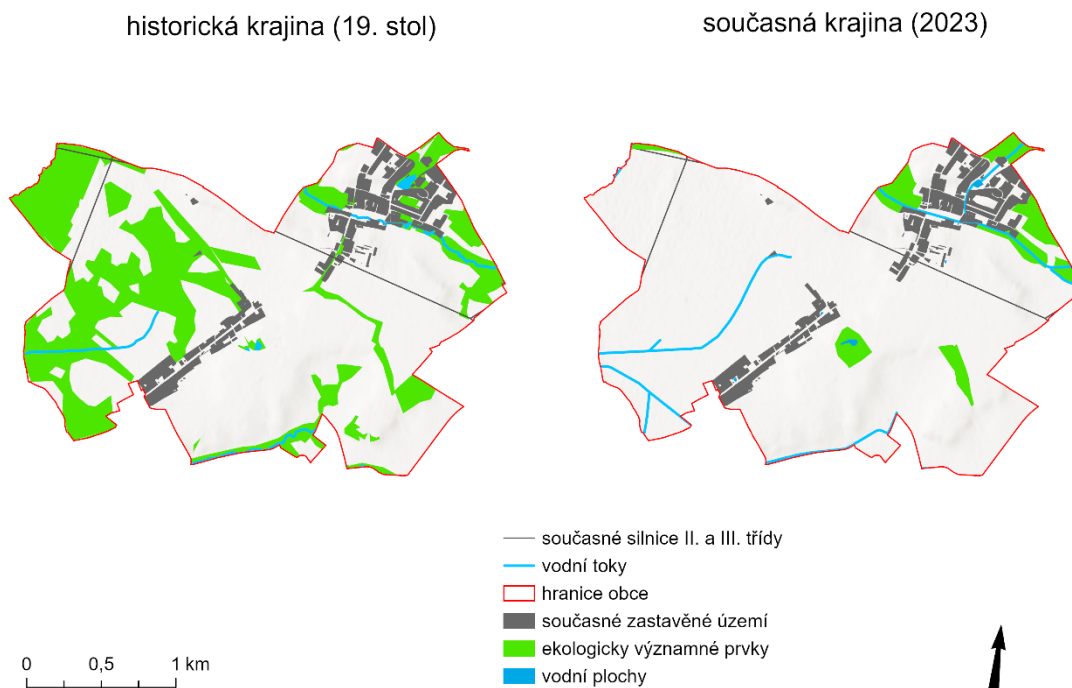 historická krajina (19. stol)
současná krajina (2023)
současné silnice II. a III. třídy
vodní toky
hranice obce
současné zastavěné území
ekologicky významné prvky
vodní plochy
0 0,5 1 km